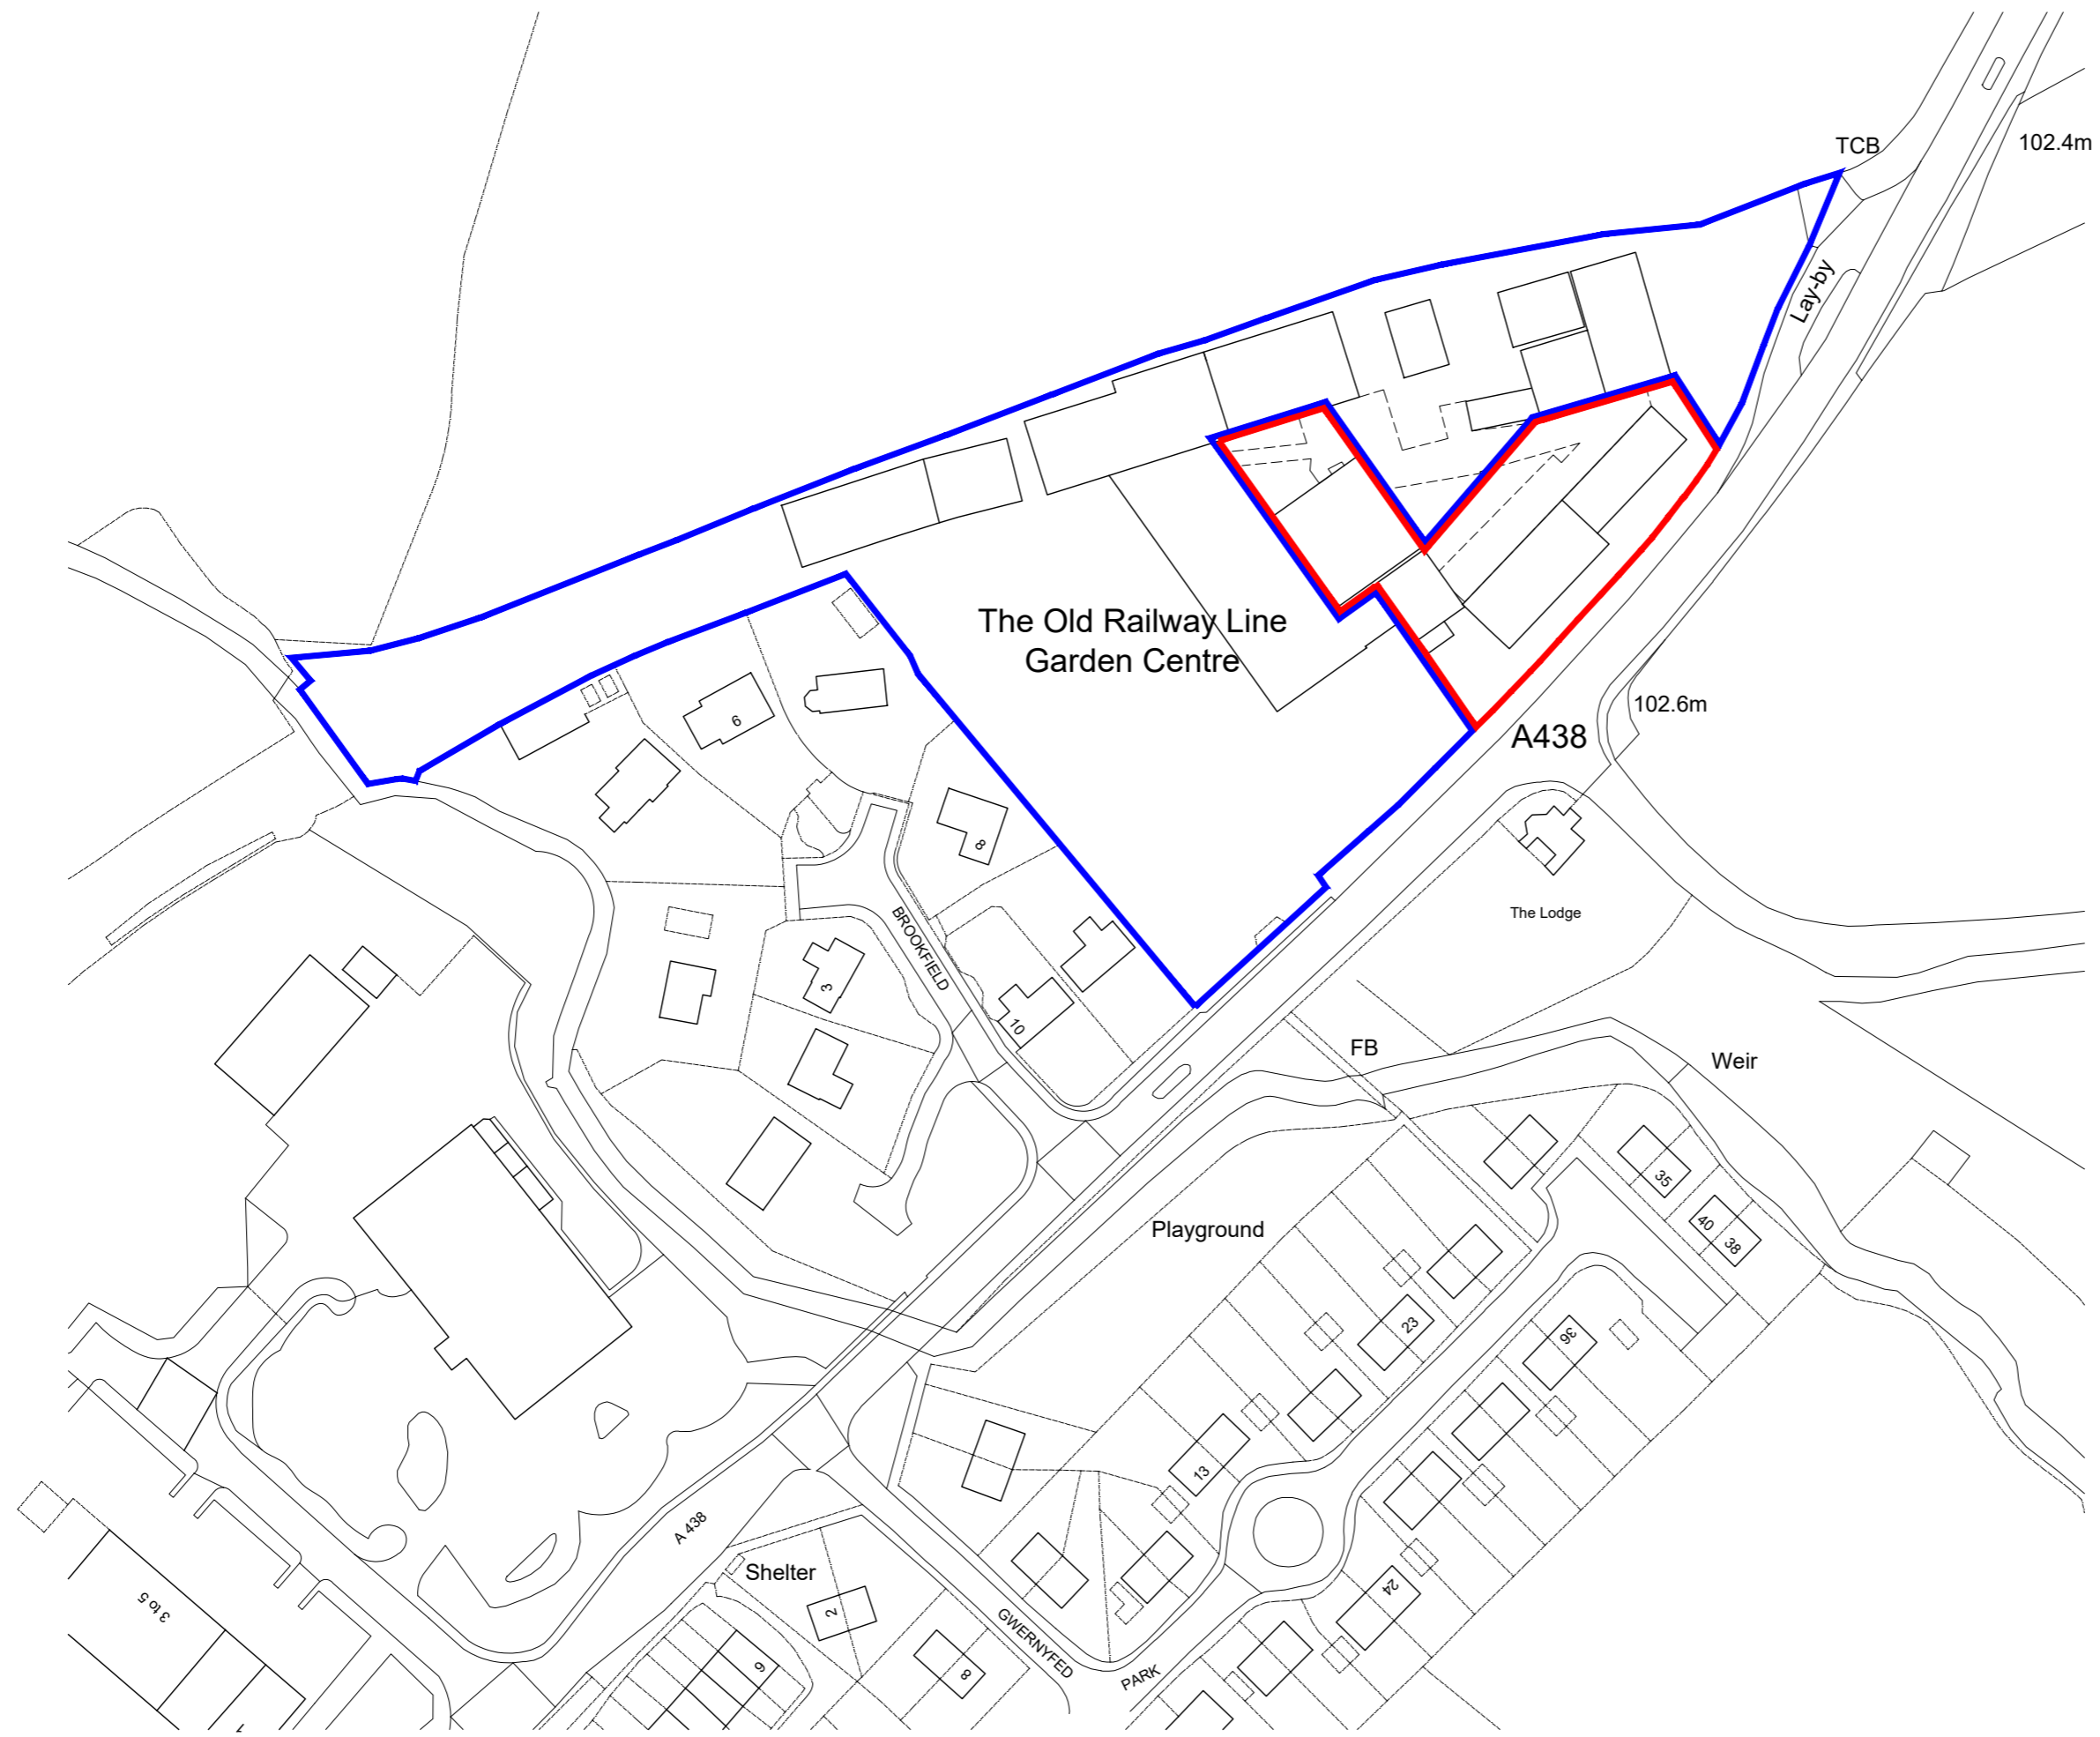 TCB
102.4m
Lay-by
The Old Railway Line
Garden Centre
102.6m
A438
6
8
The Lodge
BROOKFIELD
3
10
FB
Weir
35
40
38
Playground
23
36
13
A 438
Shelter
2
24
3 to 5
GWERNYFED
PARK
9
8
1